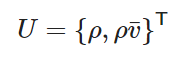 U = {ρ, ρv̄}ᵀ